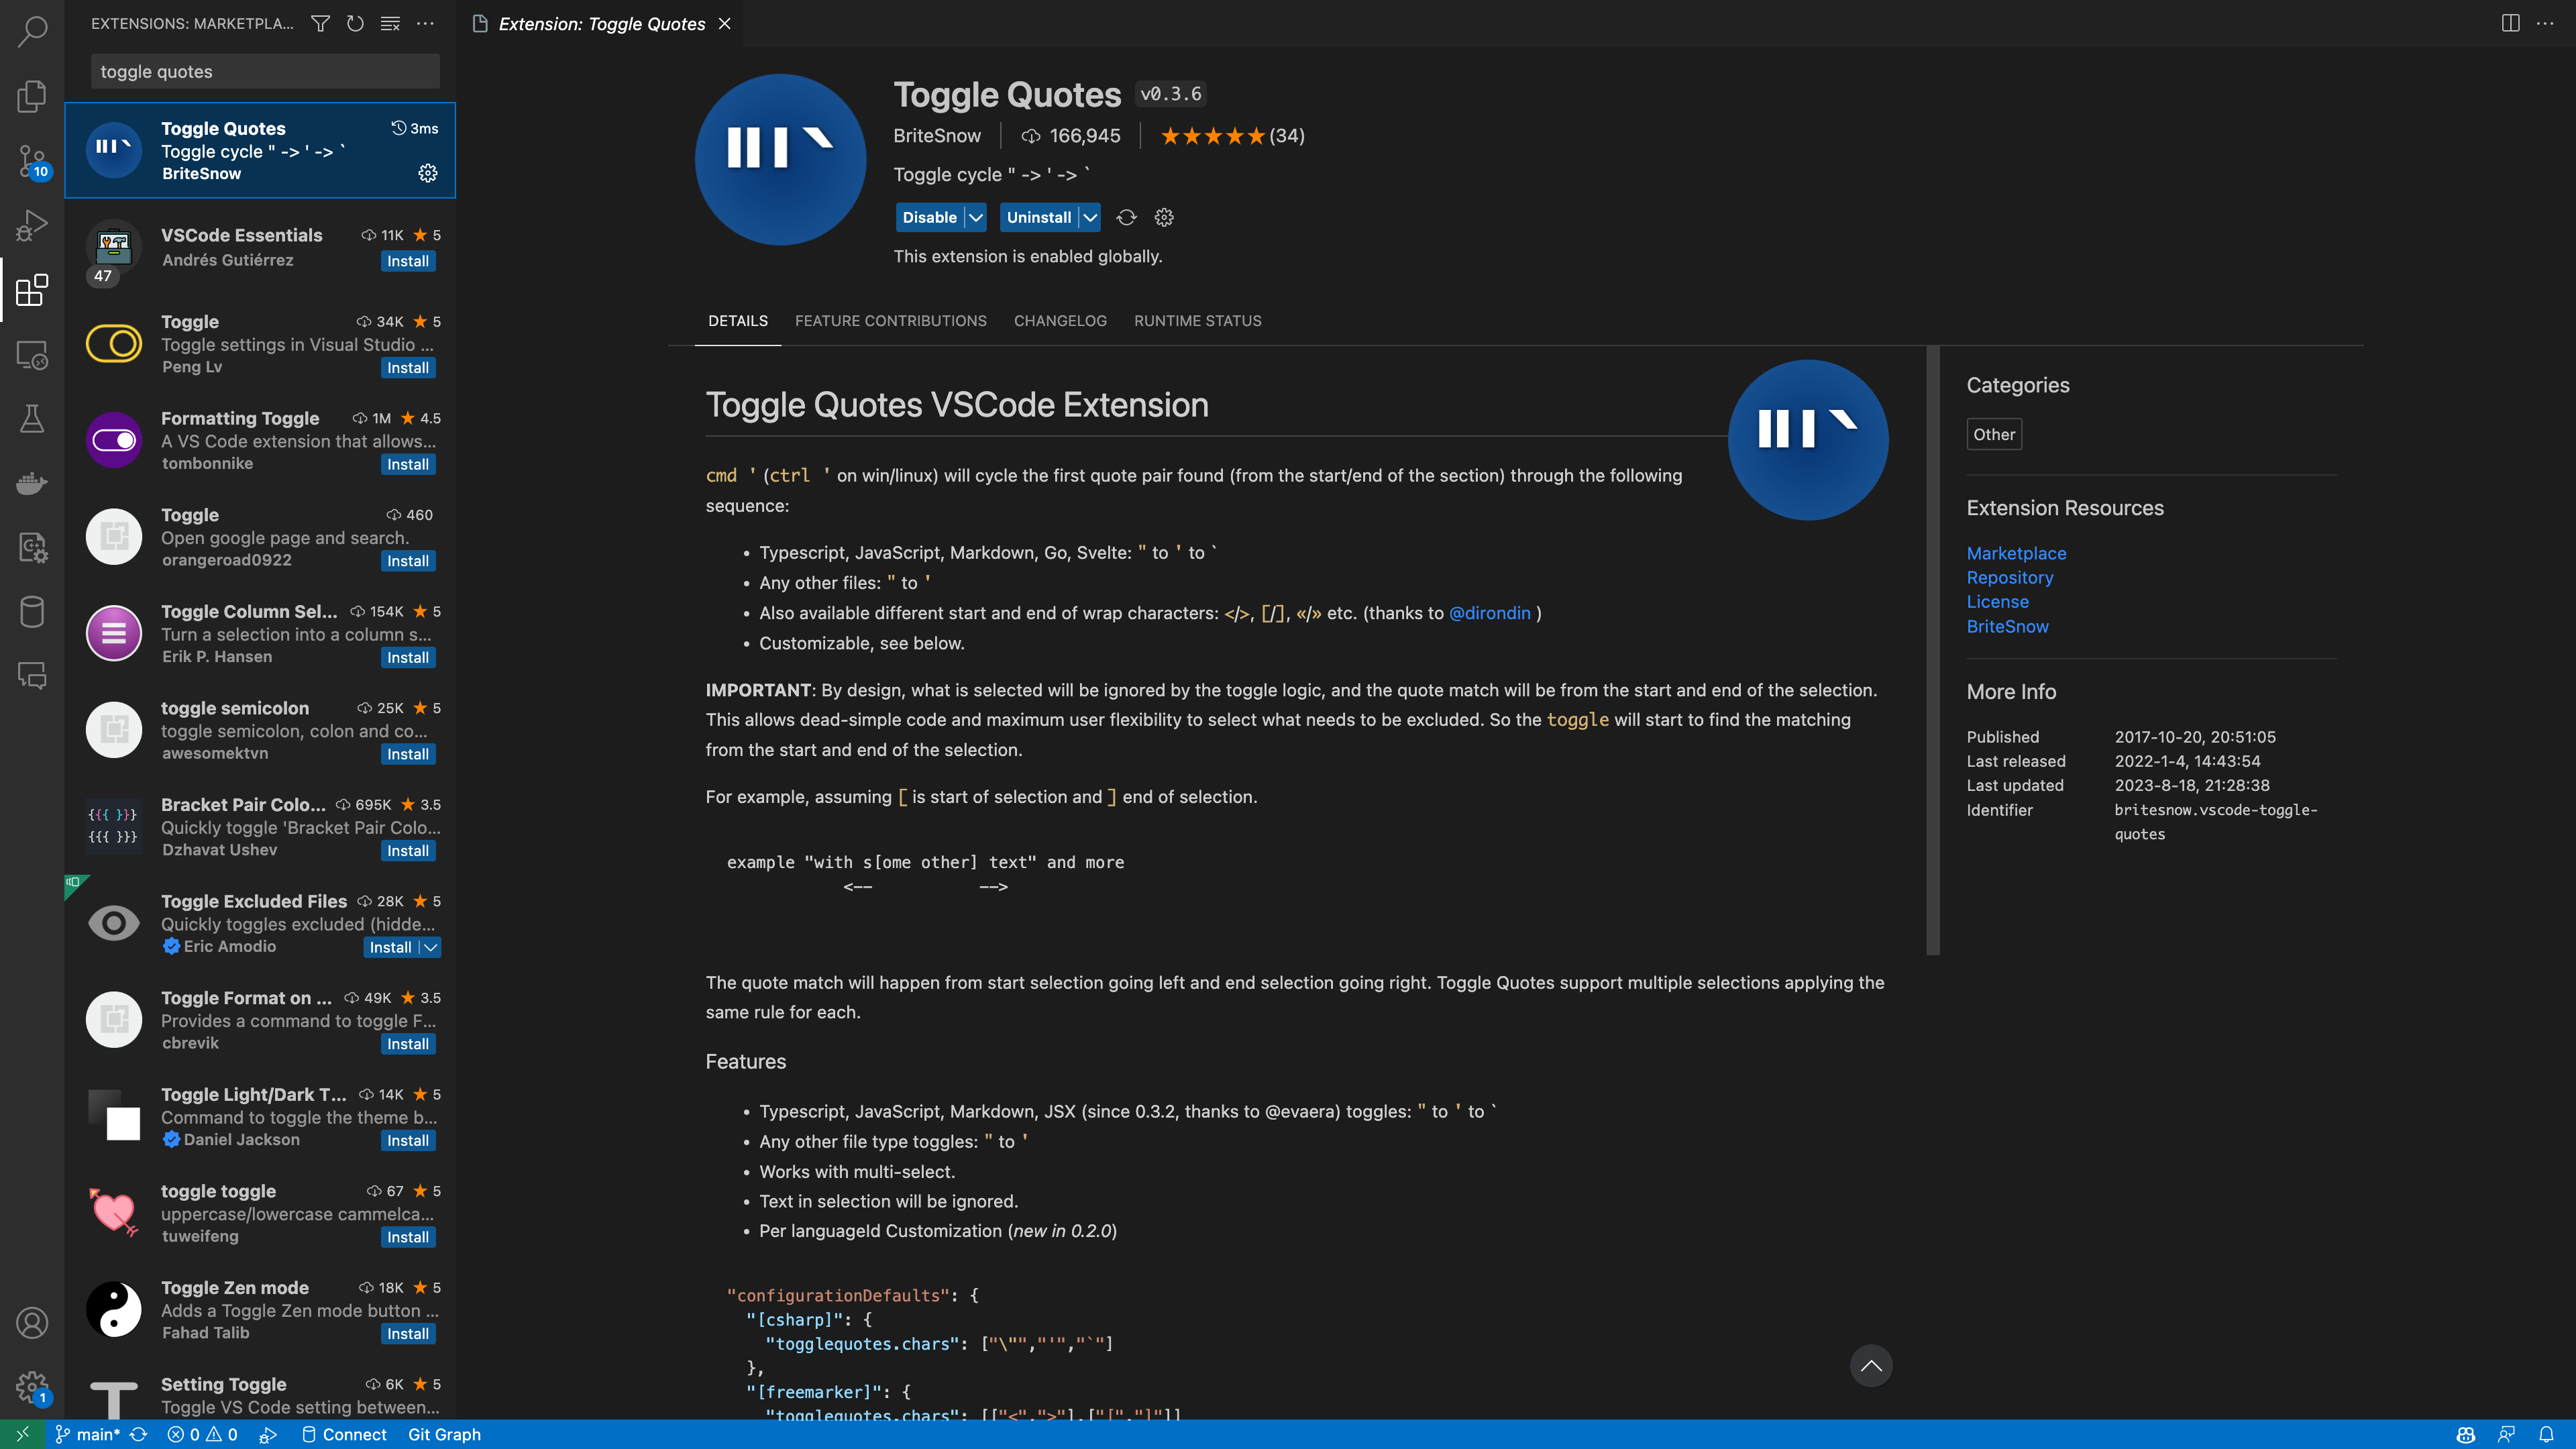 EXTENSIONS: MARKETPLA...
toggle quotes
Toggle Quotes 3ms
Toggle cycle " -> ' -> `
BriteSnow
VSCode Essentials 11K ★ 5
Andrés Gutiérrez Install
47
Toggle 34K ★ 5
Toggle settings in Visual Studio ...
Peng Lv Install
Formatting Toggle 1M ★ 4.5
A VS Code extension that allows...
tombonnike Install
Toggle 460
Open google page and search.
orangeroad0922 Install
Toggle Column Sel... 154K ★ 5
Turn a selection into a column s...
Erik P. Hansen Install
toggle semicolon 25K ★ 5
toggle semicolon, colon and co...
awesomektvn Install
Bracket Pair Colo... 695K ★ 3.5
{{{ }}} Quickly toggle 'Bracket Pair Colo...
{{{ }}} Dzhavat Ushev Install
Toggle Excluded Files 28K ★ 5
Quickly toggles excluded (hidde...
Eric Amodio Install
Toggle Format on ... 49K ★ 3.5
Provides a command to toggle F...
cbrevik Install
Toggle Light/Dark T... 14K ★ 5
Command to toggle the theme b...
Daniel Jackson Install
toggle toggle 67 ★ 5
uppercase/lowercase cammelca...
tuweifeng Install
Toggle Zen mode 18K ★ 5
Adds a Toggle Zen mode button ...
Fahad Talib Install
Setting Toggle 6K ★ 5
Toggle VS Code setting between...
10
1
Extension: Toggle Quotes
Toggle Quotes v0.3.6
BriteSnow 166,945 ★★★★★ (34)
Toggle cycle " -> ' -> `
Disable Uninstall
This extension is enabled globally.
DETAILS FEATURE CONTRIBUTIONS CHANGELOG RUNTIME STATUS
Toggle Quotes VSCode Extension
cmd ' (ctrl ' on win/linux) will cycle the first quote pair found (from the start/end of the section) through the following
sequence:
• Typescript, JavaScript, Markdown, Go, Svelte: " to ' to `
• Any other files: " to '
• Also available different start and end of wrap characters: </>, [/], «/» etc. (thanks to @dirondin )
• Customizable, see below.
IMPORTANT: By design, what is selected will be ignored by the toggle logic, and the quote match will be from the start and end of the selection.
This allows dead-simple code and maximum user flexibility to select what needs to be excluded. So the toggle will start to find the matching
from the start and end of the selection.
For example, assuming [ is start of selection and ] end of selection.
example "with s[ome other] text" and more
<-- -->
The quote match will happen from start selection going left and end selection going right. Toggle Quotes support multiple selections applying the
same rule for each.
Features
• Typescript, JavaScript, Markdown, JSX (since 0.3.2, thanks to @evaera) toggles: " to ' to `
• Any other file type toggles: " to '
• Works with multi-select.
• Text in selection will be ignored.
• Per languageId Customization (new in 0.2.0)
"configurationDefaults": {
"[csharp]": {
"togglequotes.chars": ["\"","'","`"]
},
"[freemarker]": {
"togglequotes.chars": [["<",">"],["[","]"]]
Categories
Other
Extension Resources
Marketplace
Repository
License
BriteSnow
More Info
Published 2017-10-20, 20:51:05
Last released 2022-1-4, 14:43:54
Last updated 2023-8-18, 21:28:38
Identifier britesnow.vscode-toggle-
quotes
main* 0 0 Connect Git Graph